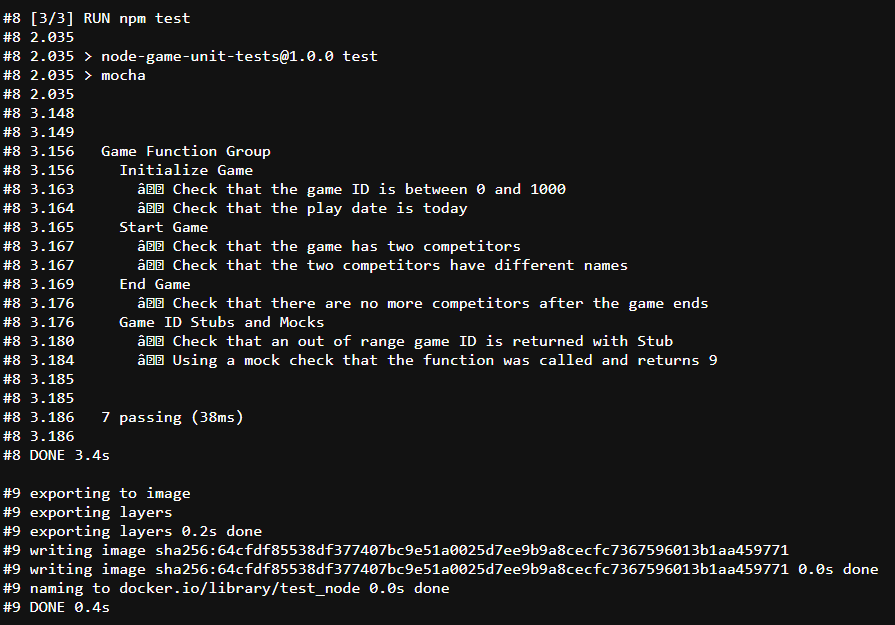 #8 [3/3] RUN npm test
#8 2.035
#8 2.035 > node-game-unit-tests@1.0.0 test
#8 2.035 > mocha
#8 2.035
#8 3.148
#8 3.149
#8 3.156   Game Function Group
#8 3.156     Initialize Game
#8 3.163       â Check that the game ID is between 0 and 1000
#8 3.164       â Check that the play date is today
#8 3.165     Start Game
#8 3.167       â Check that the game has two competitors
#8 3.167       â Check that the two competitors have different names
#8 3.169     End Game
#8 3.176       â Check that there are no more competitors after the game ends
#8 3.176     Game ID Stubs and Mocks
#8 3.180       â Check that an out of range game ID is returned with Stub
#8 3.184       â Using a mock check that the function was called and returns 9
#8 3.185
#8 3.185
#8 3.186   7 passing (38ms)
#8 3.186
#8 DONE 3.4s
#9 exporting to image
#9 exporting layers
#9 exporting layers 0.2s done
#9 writing image sha256:64cfdf85538df377407bc9e51a0025d7ee9b9a8cecfc7367596013b1aa459771
#9 writing image sha256:64cfdf85538df377407bc9e51a0025d7ee9b9a8cecfc7367596013b1aa459771 0.0s done
#9 naming to docker.io/library/test_node 0.0s done
#9 DONE 0.4s